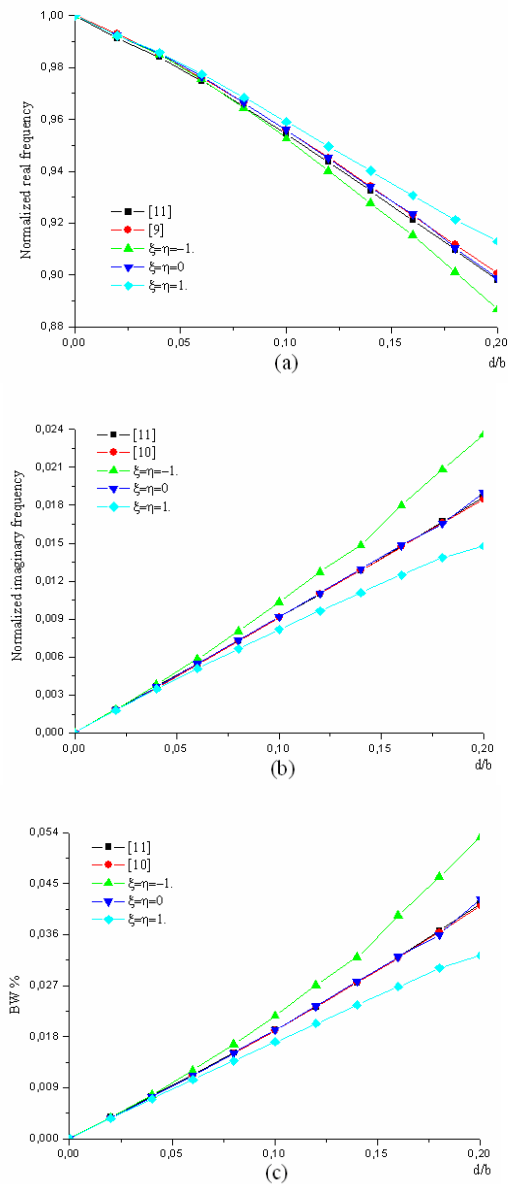 1,00
0,98
0,96
0,94
0,92
0,90
0,88
Normalized real frequency
[11]
[9]
ξ=η=-1.
ξ=η=0
ξ=η=1.
0,00
0,05
0,10
0,15
0,20
d/b
(a)
0,024
0,021
0,018
0,015
0,012
0,009
0,006
0,003
0,000
Normalized imaginary frequency
[11]
[10]
ξ=η=-1.
ξ=η=0
ξ=η=1.
0,00
0,05
0,10
0,15
0,20
d/b
(b)
0,054
0,045
0,036
0,027
0,018
0,009
0,000
BW %
[11]
[10]
ξ=η=-1.
ξ=η=0
ξ=η=1.
0,00
0,05
0,10
0,15
0,20
d/b
(c)